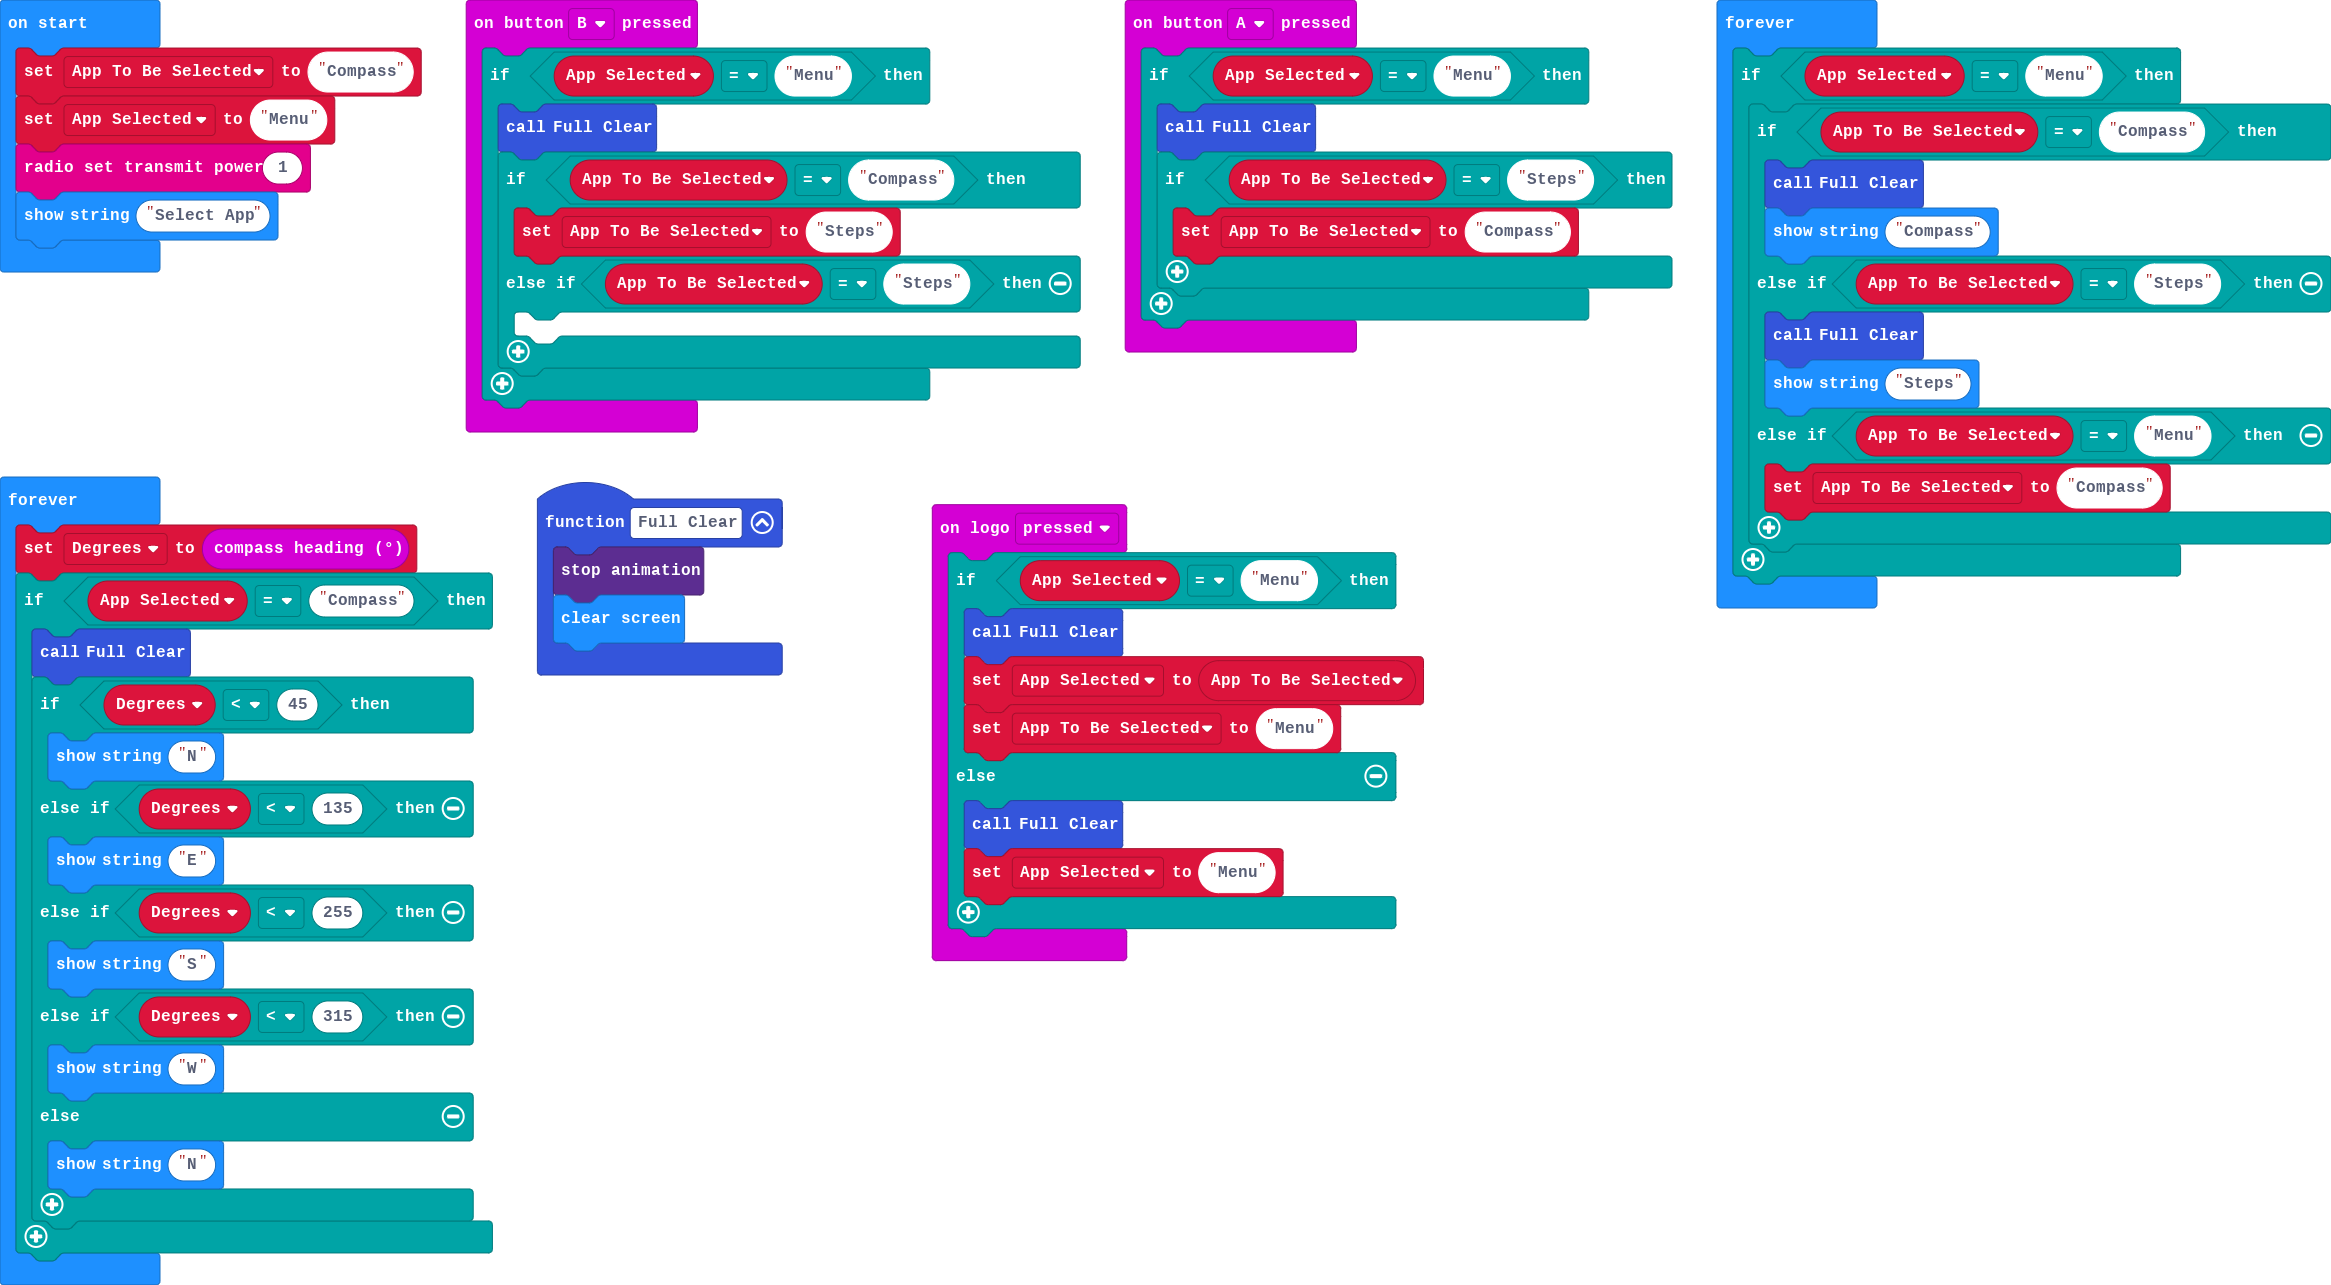 on start
set App To Be Selected to "Compass"
set App Selected to "Menu"
radio set transmit power 1
show string "Select App"
on button B pressed
if App Selected = "Menu" then
call Full Clear
if App To Be Selected = "Compass" then
set App To Be Selected to "Steps"
else if App To Be Selected = "Steps" then
on button A pressed
if App Selected = "Menu" then
call Full Clear
if App To Be Selected = "Steps" then
set App To Be Selected to "Compass"
forever
if App Selected = "Menu" then
if App To Be Selected = "Compass" then
call Full Clear
show string "Compass"
else if App To Be Selected = "Steps" then
call Full Clear
show string "Steps"
else if App To Be Selected = "Menu" then
set App To Be Selected to "Compass"
forever
set Degrees to compass heading (°)
if App Selected = "Compass" then
call Full Clear
if Degrees < 45 then
show string "N"
else if Degrees < 135 then
show string "E"
else if Degrees < 255 then
show string "S"
else if Degrees < 315 then
show string "W"
else
show string "N"
function Full Clear
stop animation
clear screen
on logo pressed
if App Selected = "Menu" then
call Full Clear
set App Selected to App To Be Selected
set App To Be Selected to "Menu"
else
call Full Clear
set App Selected to "Menu"